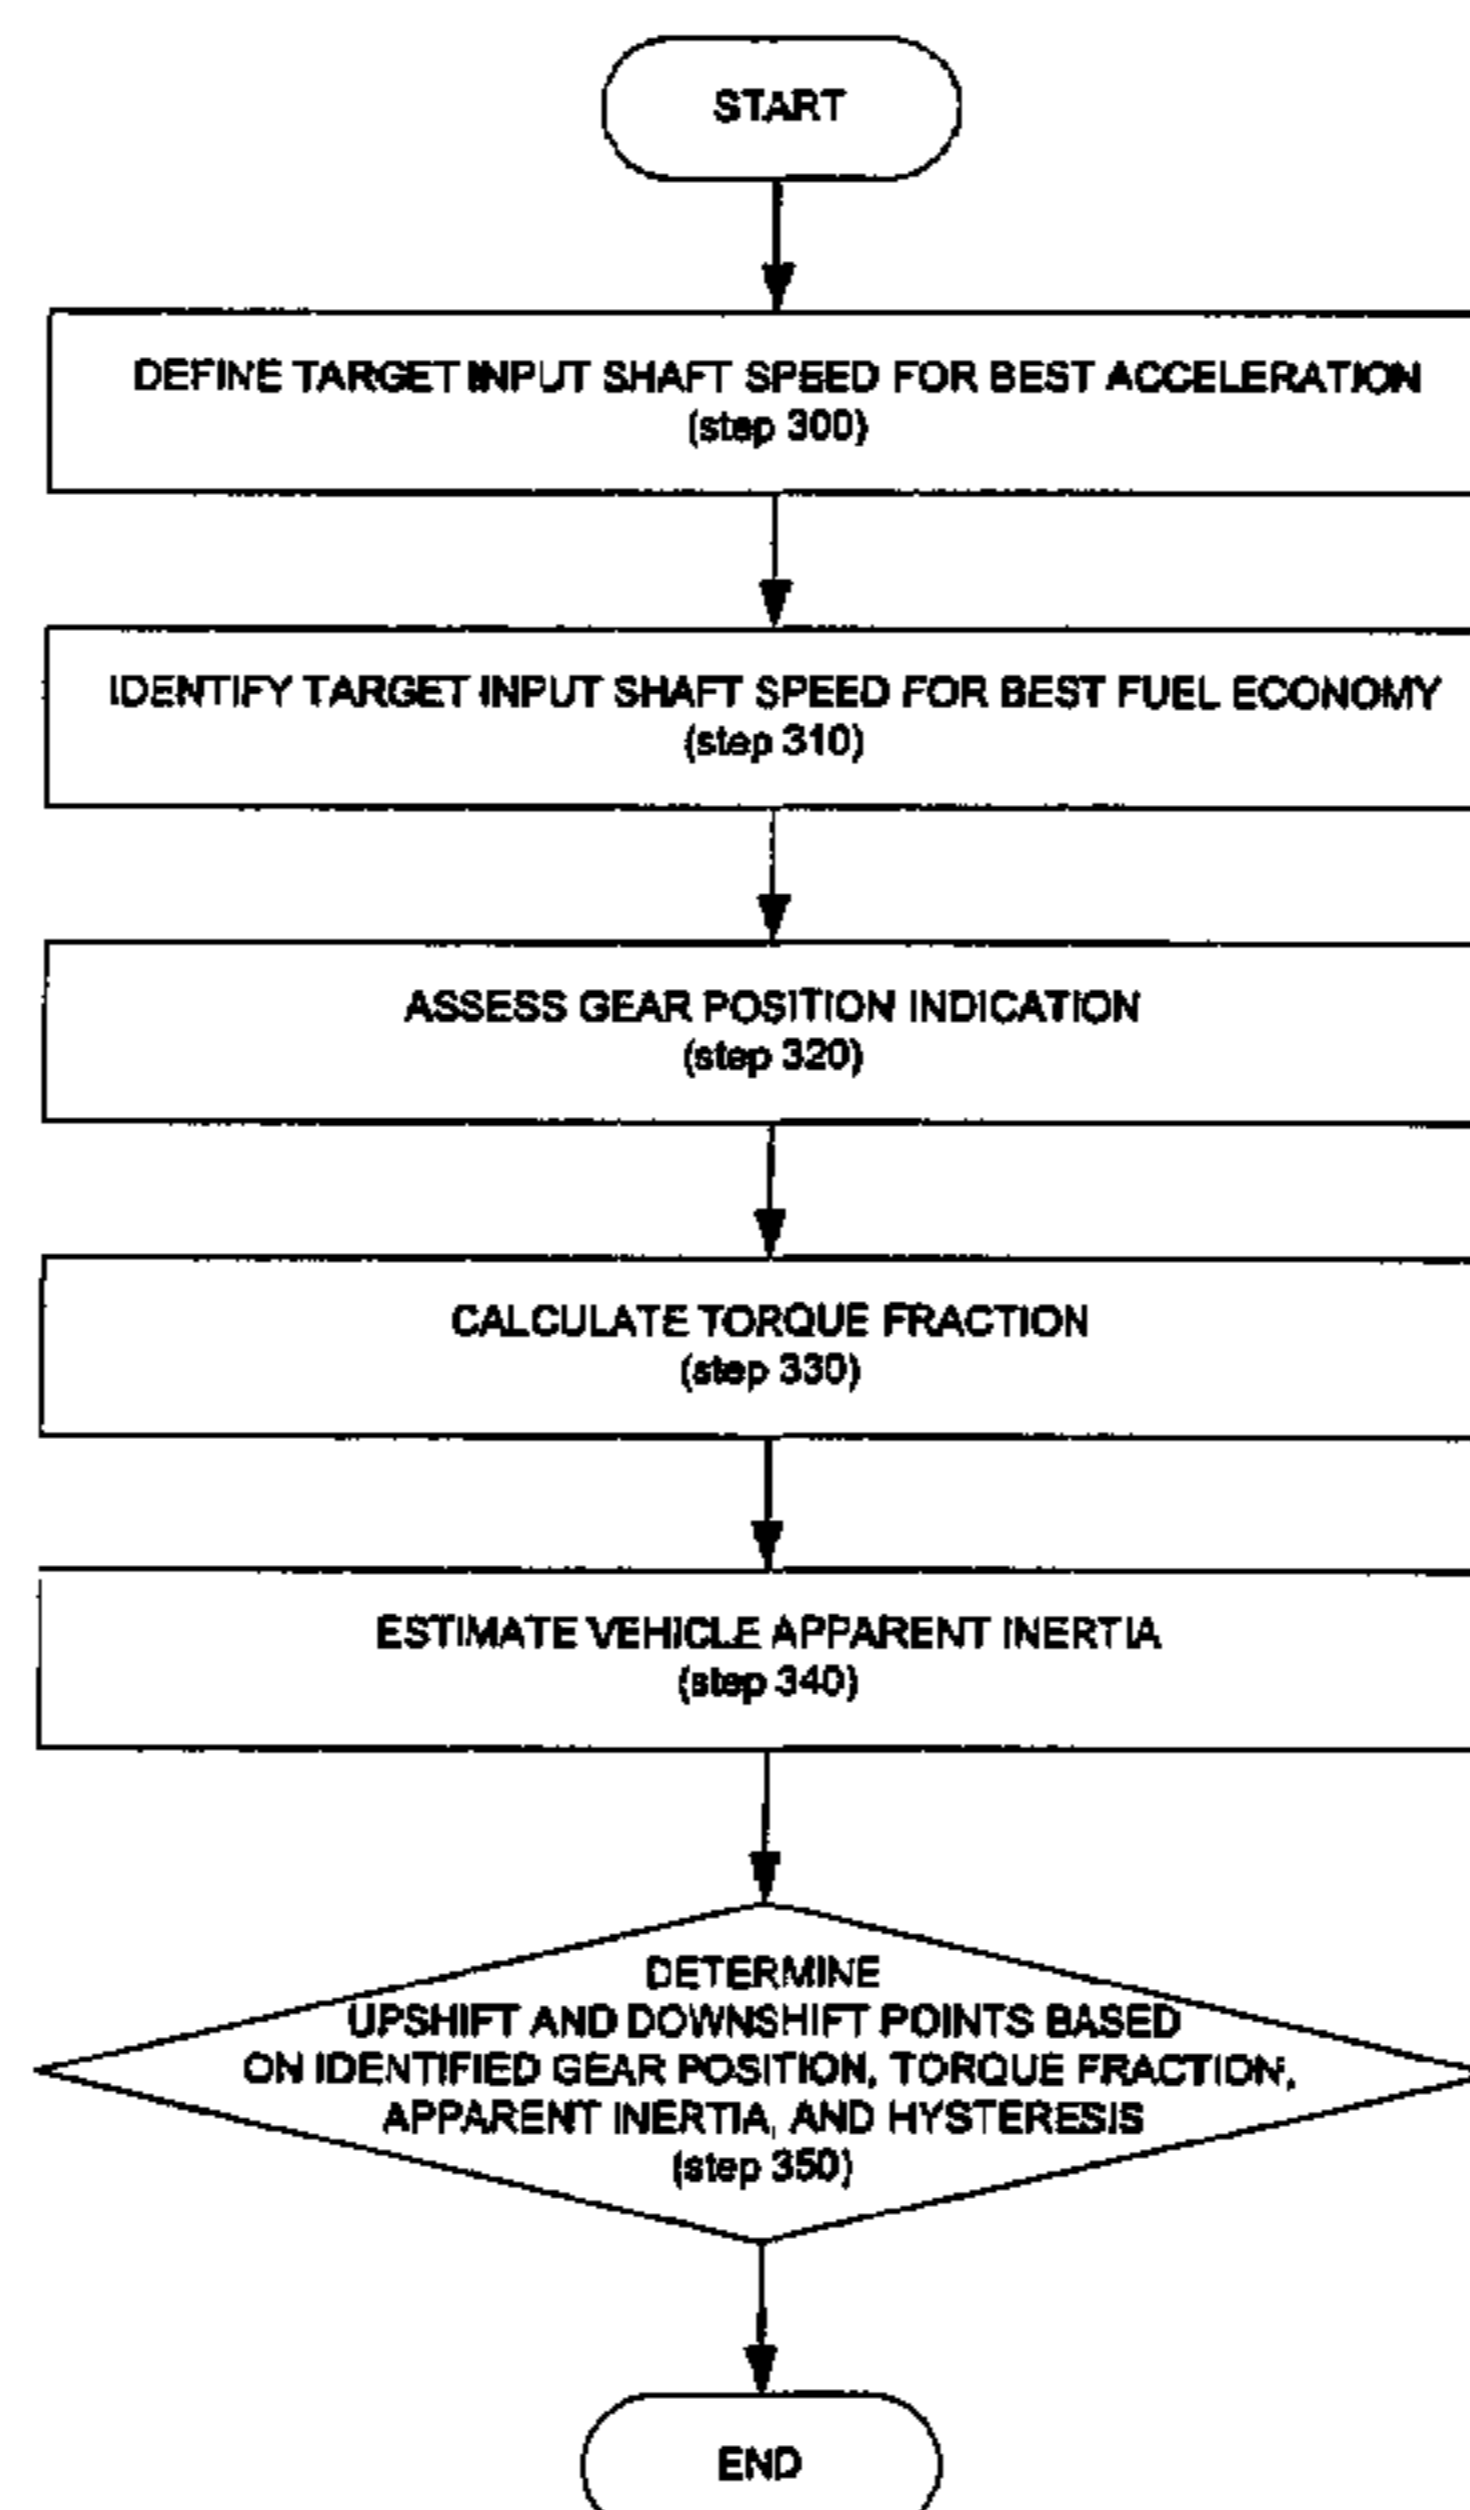 START
DEFINE TARGET INPUT SHAFT SPEED FOR BEST ACCELERATION
(step 300)
IDENTIFY TARGET INPUT SHAFT SPEED FOR BEST FUEL ECONOMY
(step 310)
ASSESS GEAR POSITION INDICATION
(step 320)
CALCULATE TORQUE FRACTION
(step 330)
ESTIMATE VEHICLE APPARENT INERTIA
(step 340)
DETERMINE
UPSHIFT AND DOWNSHIFT POINTS BASED
ON IDENTIFIED GEAR POSITION, TORQUE FRACTION,
APPARENT INERTIA, AND HYSTERESIS
(step 350)
END